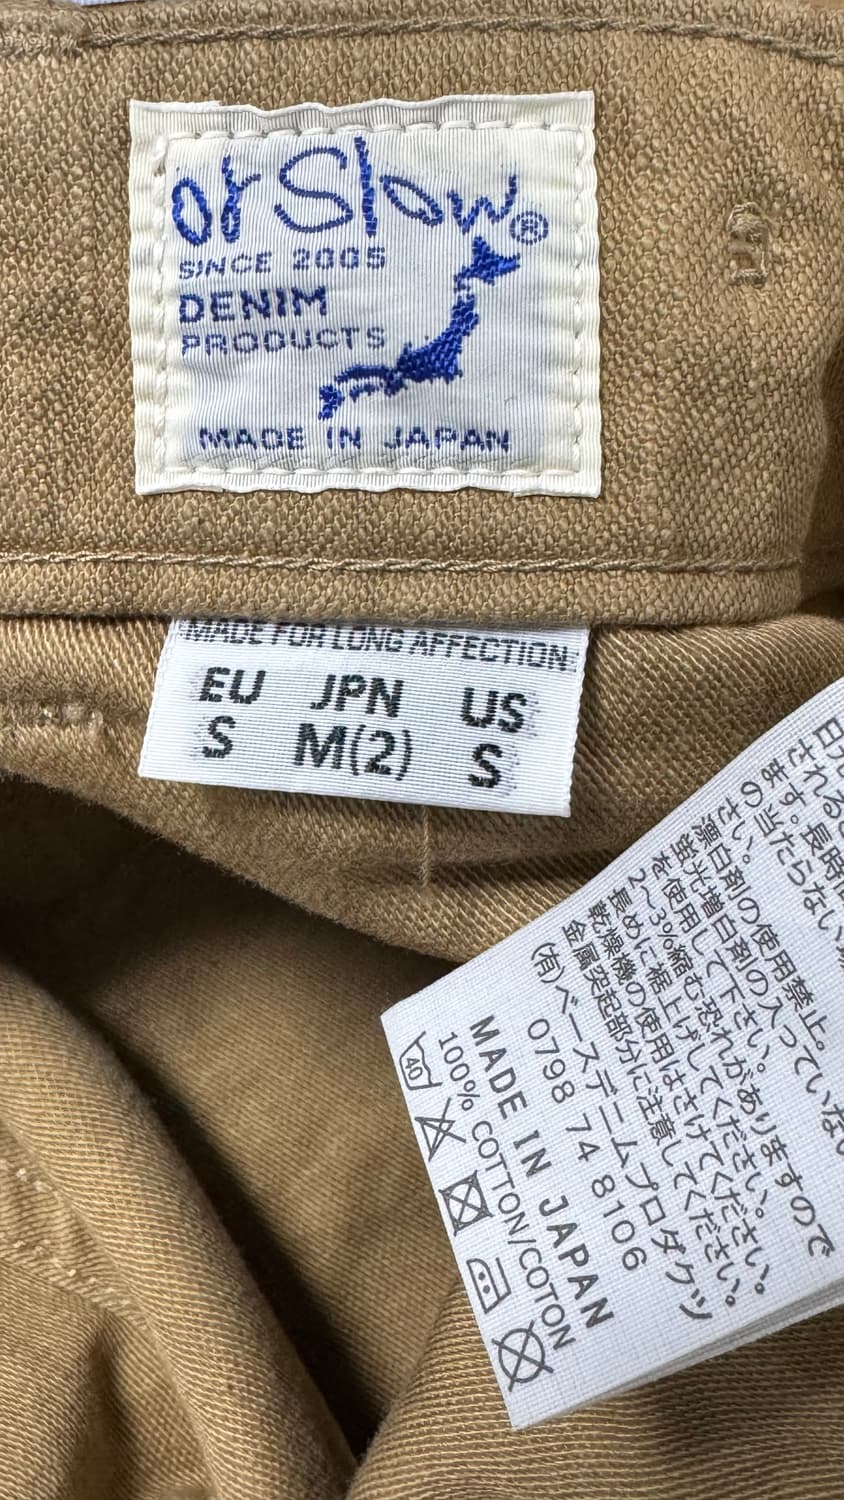 or Slow®
SINCE 2005
DENIM
PRODUCTS
MADE IN JAPAN
MADE FOR LONG AFFECTION
EU JPN US
S M(2) S
ます。長時間
の当たらない
さい。
漂白剤の使用禁止。
蛍光増白剤の入っていない
を使用して下さい。
2〜3%縮む恐れがありますので
長めに裾上げしてください。
乾燥機の使用はさけてください。
金属突起部分に注意してください。
(有)ベースデニムプロダクツ
0798 74 8106
MADE IN JAPAN
100% COTTON/COTON
40